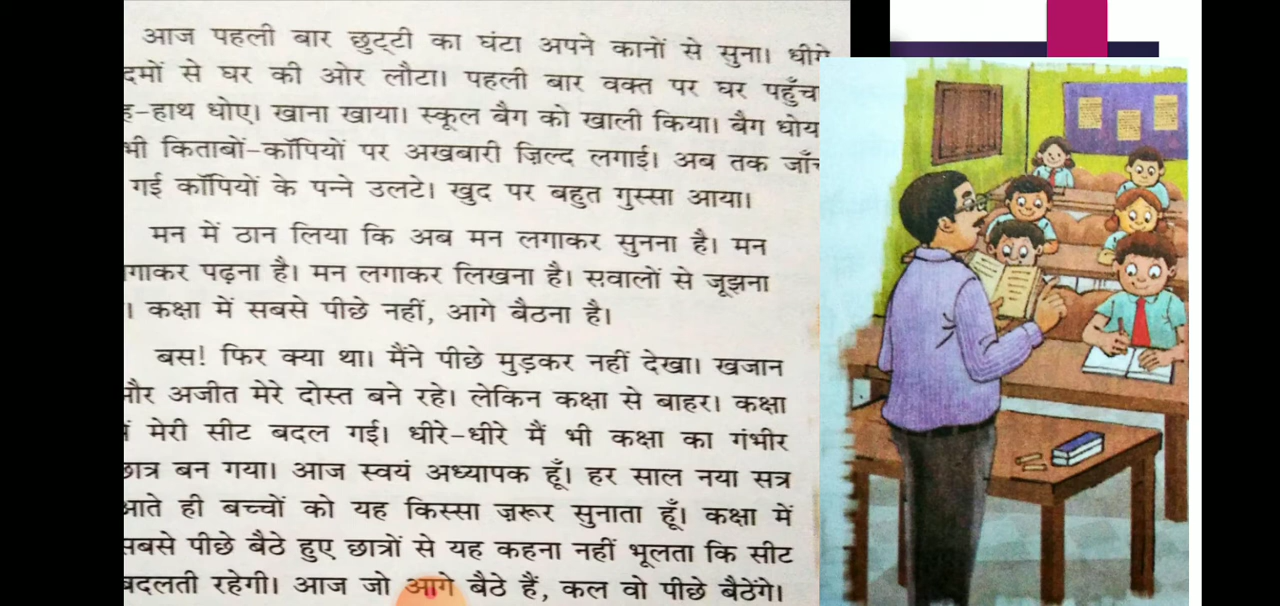 आज पहली बार छुट्टी का घंटा अपने कानों से सुना। धीमे
दमों से घर की ओर लौटा। पहली बार वक्त पर घर पहुँचा
ह-हाथ धोए। खाना खाया। स्कूल बैग को खाली किया। बैग धोय
भी किताबों-कॉपियों पर अखबारी ज़िल्द लगाई। अब तक जाँच
गई कॉपियों के पन्ने उलटे। खुद पर बहुत गुस्सा आया।
मन में ठान लिया कि अब मन लगाकर सुनना है। मन
गाकर पढ़ना है। मन लगाकर लिखना है। सवालों से जूझना
। कक्षा में सबसे पीछे नहीं, आगे बैठना है।
बस! फिर क्या था। मैंने पीछे मुड़कर नहीं देखा। खजान
और अजीत मेरे दोस्त बने रहे। लेकिन कक्षा से बाहर। कक्षा
में मेरी सीट बदल गई। धीरे-धीरे मैं भी कक्षा का गंभीर
छात्र बन गया। आज स्वयं अध्यापक हूँ। हर साल नया सत्र
आते ही बच्चों को यह किस्सा ज़रूर सुनाता हूँ। कक्षा में
सबसे पीछे बैठे हुए छात्रों से यह कहना नहीं भूलता कि सीट
बदलती रहेगी। आज जो आगे बैठे हैं, कल वो पीछे बैठेंगे।